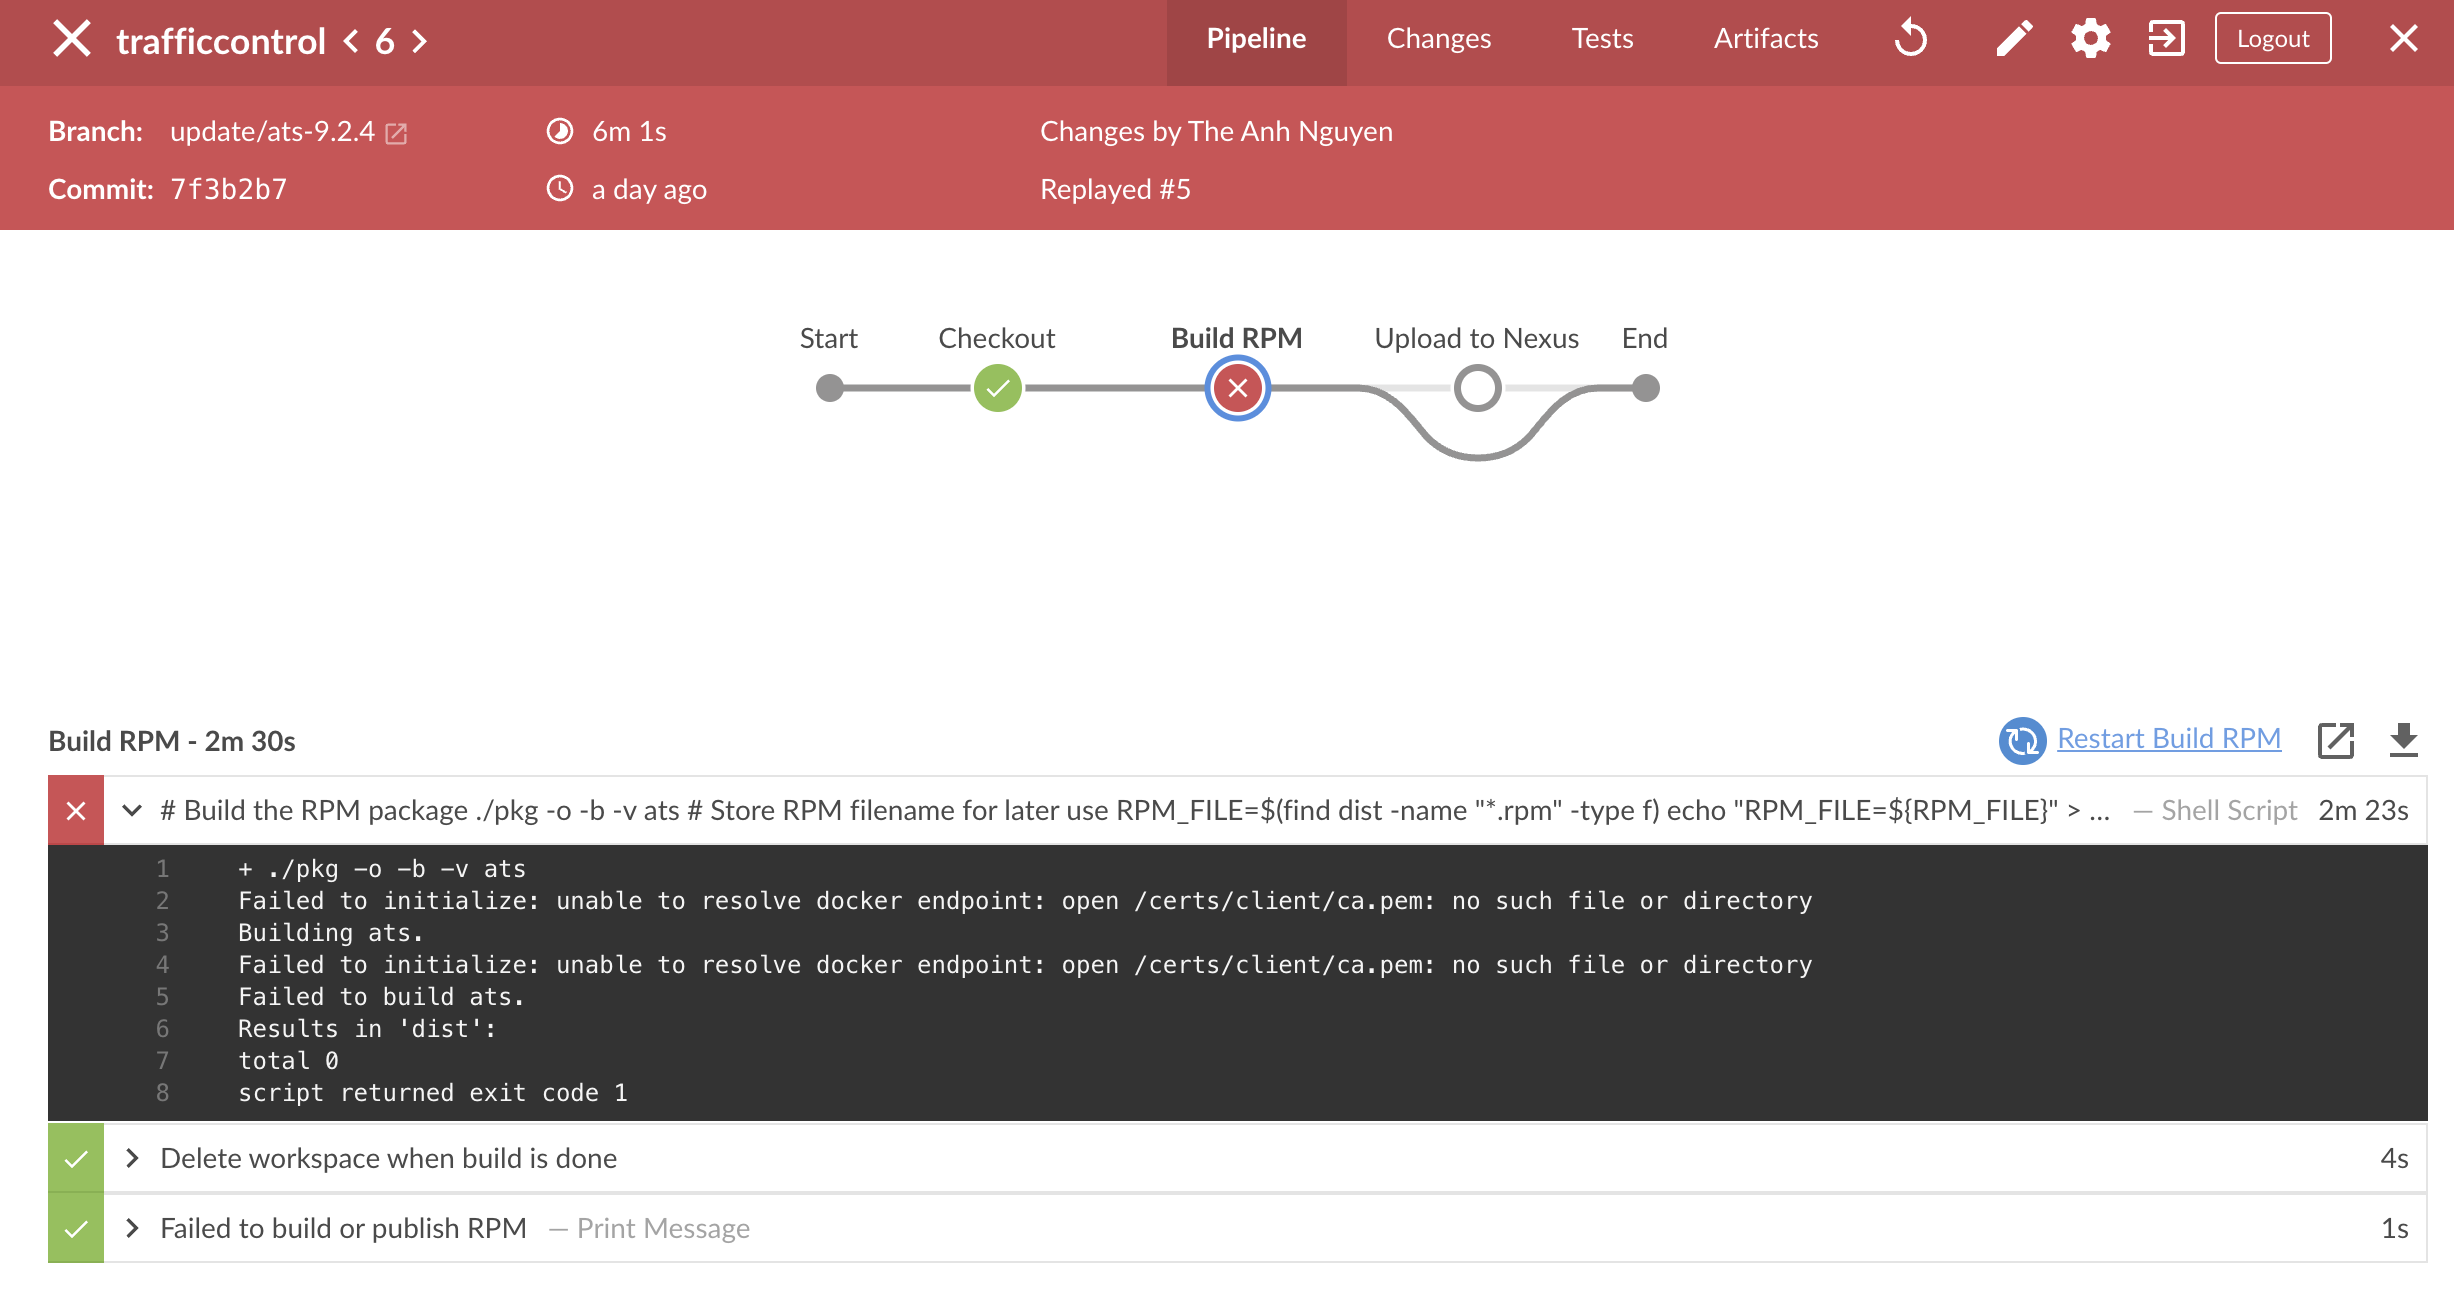 trafficcontrol < 6 >
Pipeline
Changes
Tests
Artifacts
Logout
Branch: update/ats-9.2.4
6m 1s
Changes by The Anh Nguyen
Commit: 7f3b2b7
a day ago
Replayed #5
Start
Checkout
Build RPM
Upload to Nexus
End
Build RPM - 2m 30s
Restart Build RPM
# Build the RPM package ./pkg -o -b -v ats # Store RPM filename for later use RPM_FILE=$(find dist -name "*.rpm" -type f) echo "RPM_FILE=${RPM_FILE}" > ... — Shell Script 2m 23s
1 + ./pkg -o -b -v ats
2 Failed to initialize: unable to resolve docker endpoint: open /certs/client/ca.pem: no such file or directory
3 Building ats.
4 Failed to initialize: unable to resolve docker endpoint: open /certs/client/ca.pem: no such file or directory
5 Failed to build ats.
6 Results in 'dist':
7 total 0
8 script returned exit code 1
Delete workspace when build is done 4s
Failed to build or publish RPM — Print Message 1s